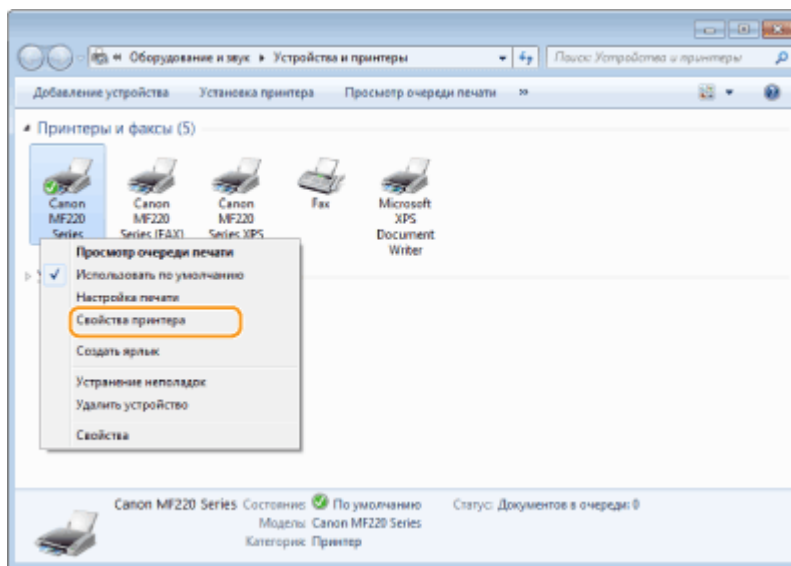 « Оборудование и звук ▸ Устройства и принтеры
Поиск: Устройства и принтеры
Добавление устройства Установка принтера Просмотр очереди печати »
Принтеры и факсы (5)
Canon MF220 Series
Canon MF220 Series (FAX)
Canon MF220 Series XPS
Fax
Microsoft XPS Document Writer
Просмотр очереди печати
Использовать по умолчанию
Настройка печати
Свойства принтера
Создать ярлык
Устранение неполадок
Удалить устройство
Свойства
Canon MF220 Series Состояние: По умолчанию Статус: Документов в очереди: 0
Модель: Canon MF220 Series
Категория: Принтер